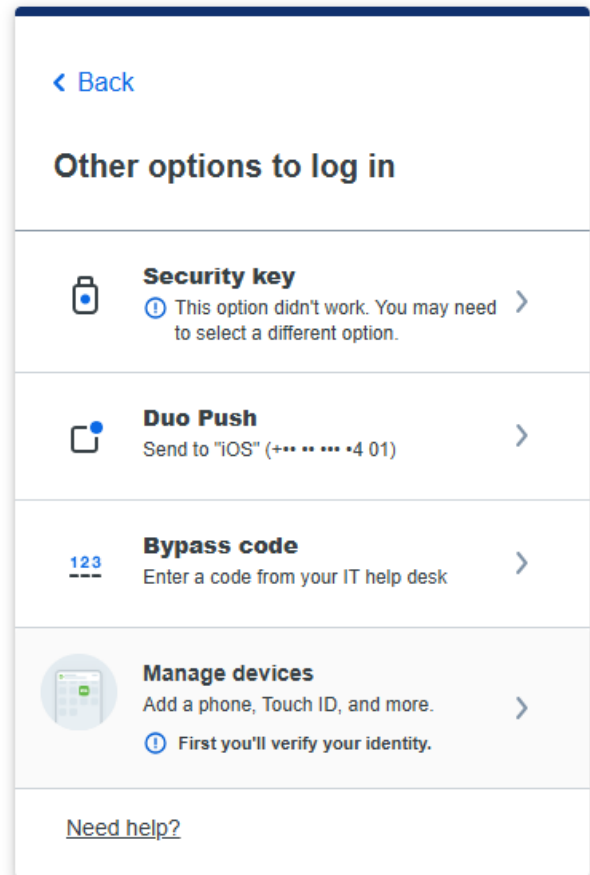 Back
Other options to log in
Security key
This option didn't work. You may need
to select a different option.
Duo Push
Send to "iOS" (+•• •• ••• •4 01)
123
Bypass code
Enter a code from your IT help desk
Manage devices
Add a phone, Touch ID, and more.
First you'll verify your identity.
Need help?